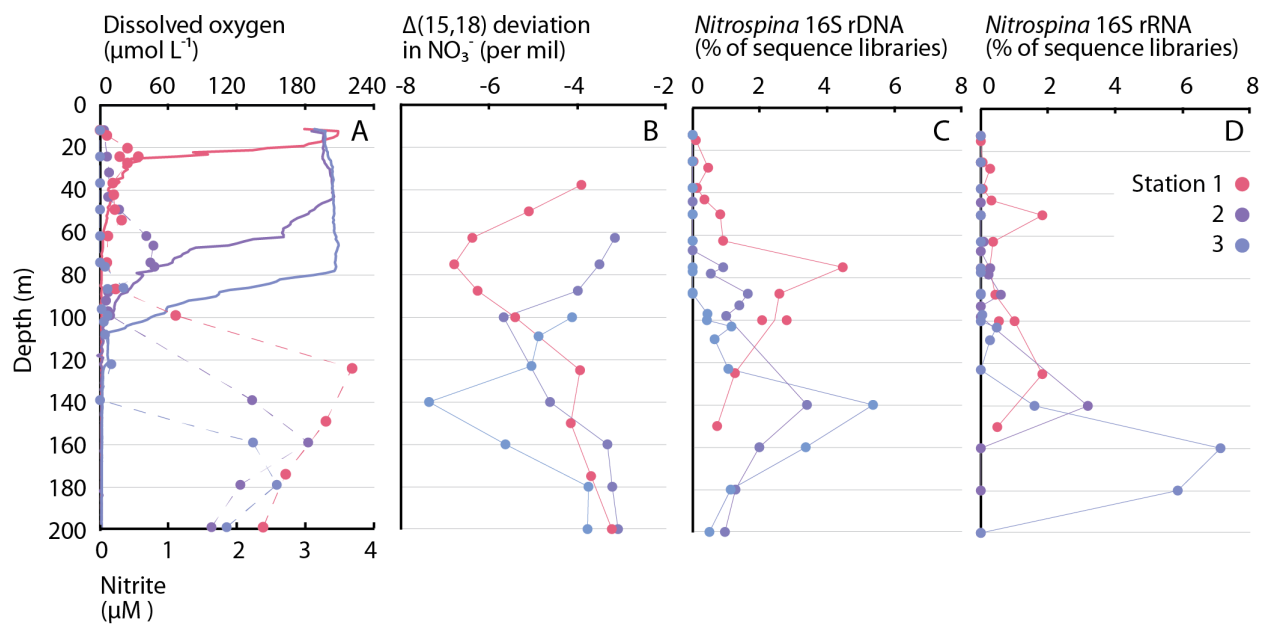 Dissolved oxygen
(µmol L⁻¹)
0 60 120 180 240
Δ(15,18) deviation
in NO₃⁻ (per mil)
-8 -6 -4 -2
Nitrospina 16S rDNA
(% of sequence libraries)
0 2 4 6 8
Nitrospina 16S rRNA
(% of sequence libraries)
0 2 4 6 8
A
B
C
D
Station 1
2
3
Depth (m)
0
20
40
60
80
100
120
140
160
180
200
0 1 2 3 4
Nitrite
(µM )